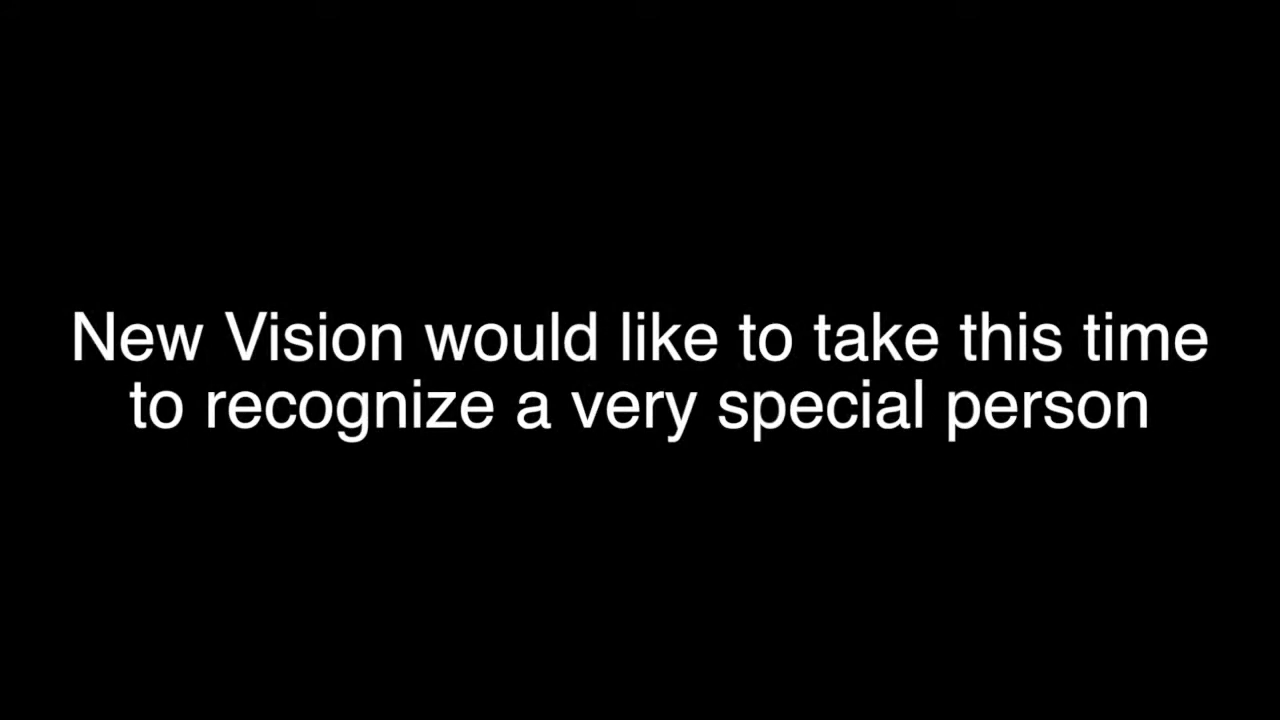 New Vision would like to take this time
to recognize a very special person